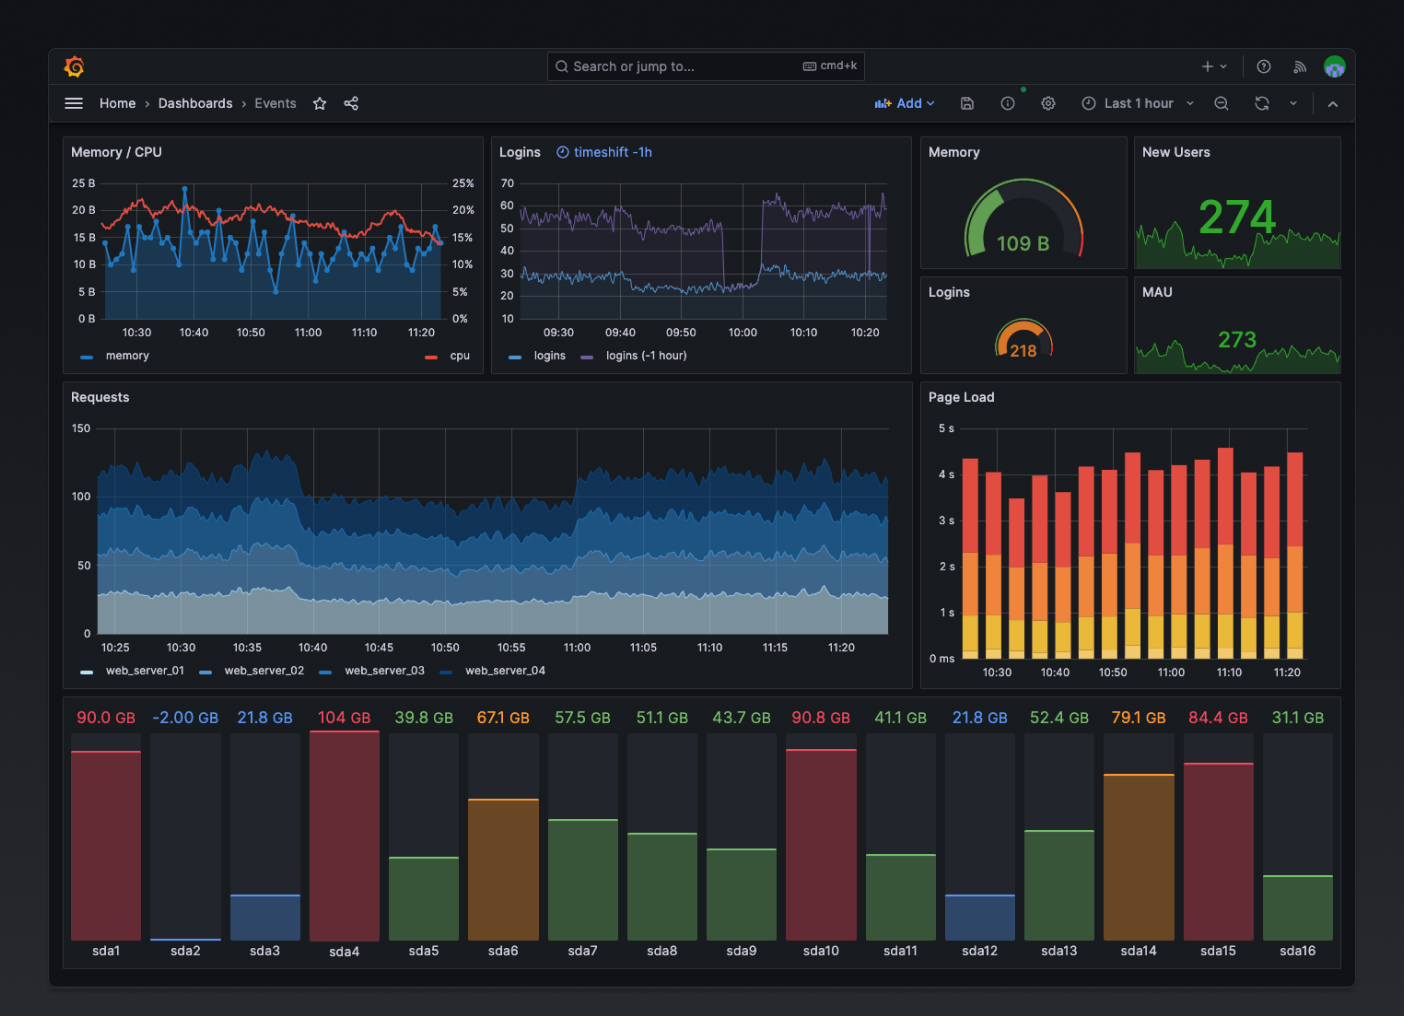 Search or jump to... cmd+k
Home › Dashboards › Events Add Last 1 hour
Memory / CPU
25 B 25%
20 B 20%
15 B 15%
10 B 10%
5 B 5%
0 B 0%
10:30 10:40 10:50 11:00 11:10 11:20
memory cpu
Logins timeshift -1h
70
60
50
40
30
20
10
09:30 09:40 09:50 10:00 10:10 10:20
logins logins (-1 hour)
Memory
109 B
New Users
274
Logins
218
MAU
273
Requests
150
100
50
0
10:25 10:30 10:35 10:40 10:45 10:50 10:55 11:00 11:05 11:10 11:15 11:20
web_server_01 web_server_02 web_server_03 web_server_04
Page Load
5 s
4 s
3 s
2 s
1 s
0 ms
10:30 10:40 10:50 11:00 11:10 11:20
90.0 GB -2.00 GB 21.8 GB 104 GB 39.8 GB 67.1 GB 57.5 GB 51.1 GB 43.7 GB 90.8 GB 41.1 GB 21.8 GB 52.4 GB 79.1 GB 84.4 GB 31.1 GB
sda1 sda2 sda3 sda4 sda5 sda6 sda7 sda8 sda9 sda10 sda11 sda12 sda13 sda14 sda15 sda16